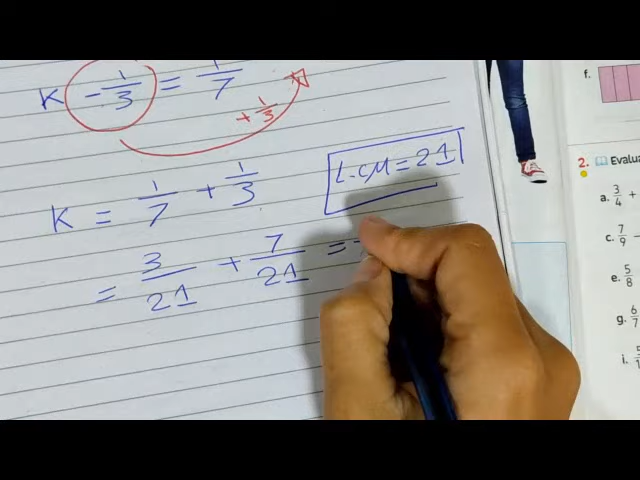 K - 1/3 = 1/7
+ 1/3
K = 1/7 + 1/3
L.CM = 21
= 3/21 + 7/21 =
f.
2. Evalua
a. 3/4 +
c. 7/9 -
e. 5/8
g. 6/7
i.